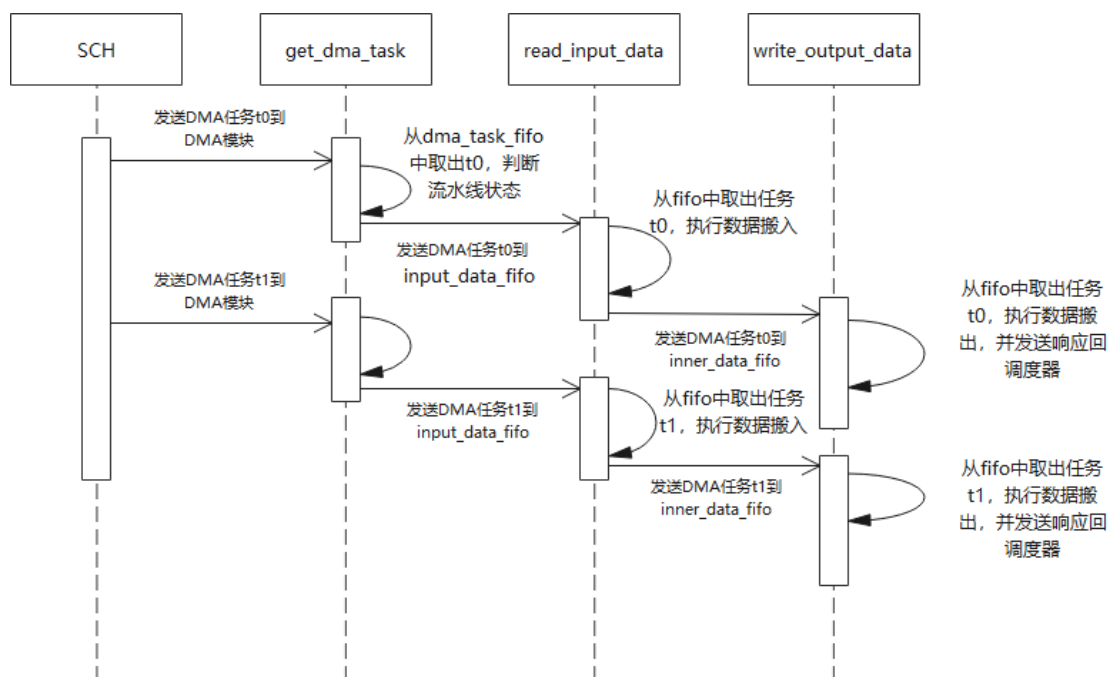 SCH
get_dma_task
read_input_data
write_output_data
发送DMA任务t0到
DMA模块
从dma_task_fifo
中取出t0，判断
流水线状态
从fifo中取出任务
t0，执行数据搬入
发送DMA任务t0到
input_data_fifo
发送DMA任务t1到
DMA模块
从fifo中取出任务
t0，执行数据搬
出，并发送响应回
调度器
发送DMA任务t0到
inner_data_fifo
从fifo中取出任务
t1，执行数据搬入
发送DMA任务t1到
input_data_fifo
从fifo中取出任务
t1，执行数据搬
出，并发送响应回
调度器
发送DMA任务t1到
inner_data_fifo